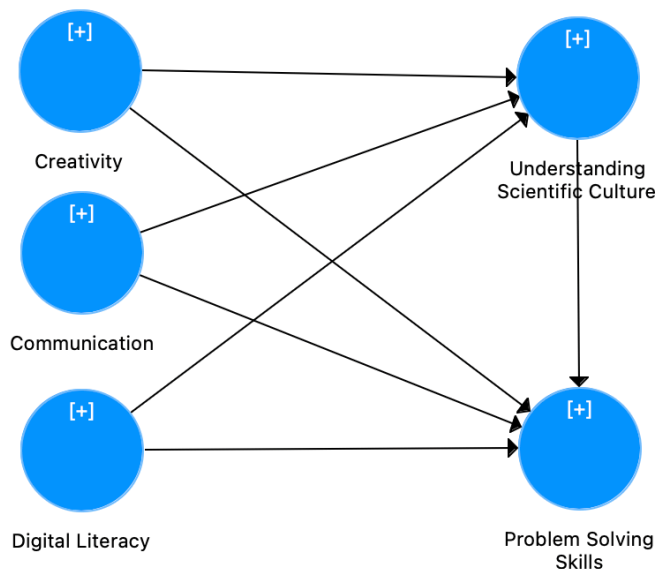 [+]
Creativity
[+]
Understanding
Scientific Culture
[+]
Communication
[+]
Digital Literacy
[+]
Problem Solving
Skills